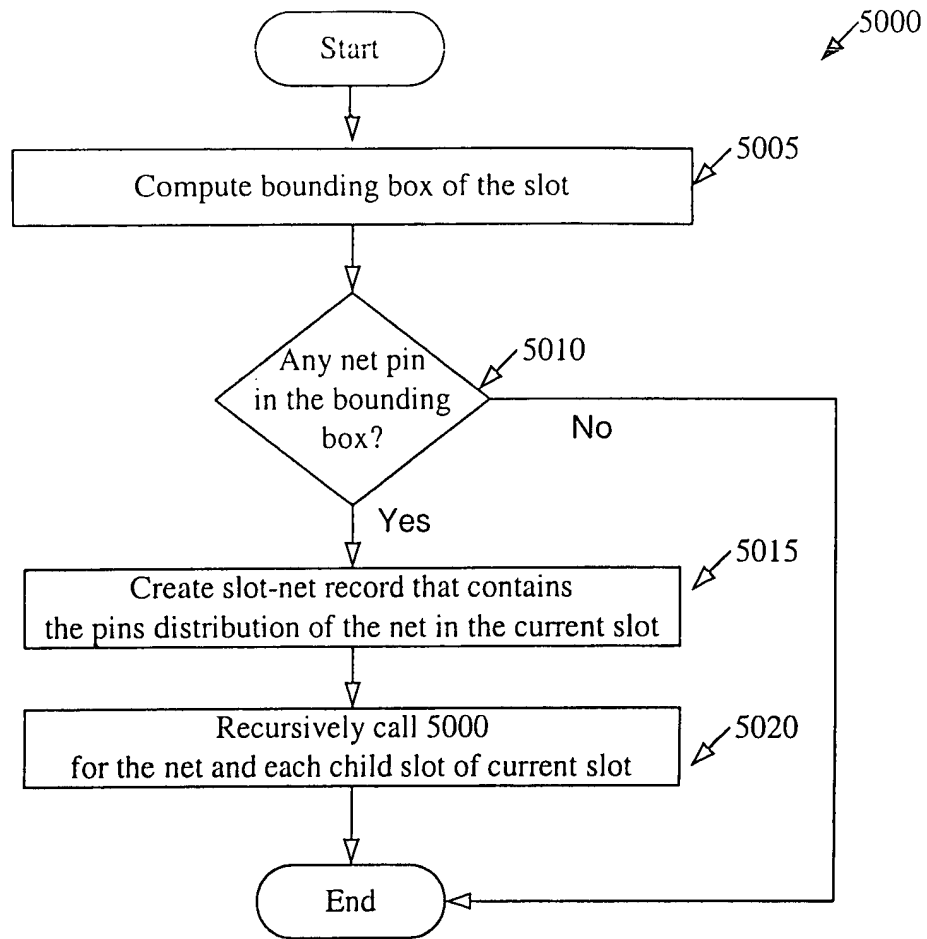 Start
5000
5005
Compute bounding box of the slot
Any net pin
in the bounding
box?
5010
No
Yes
5015
Create slot-net record that contains
the pins distribution of the net in the current slot
5020
Recursively call 5000
for the net and each child slot of current slot
End